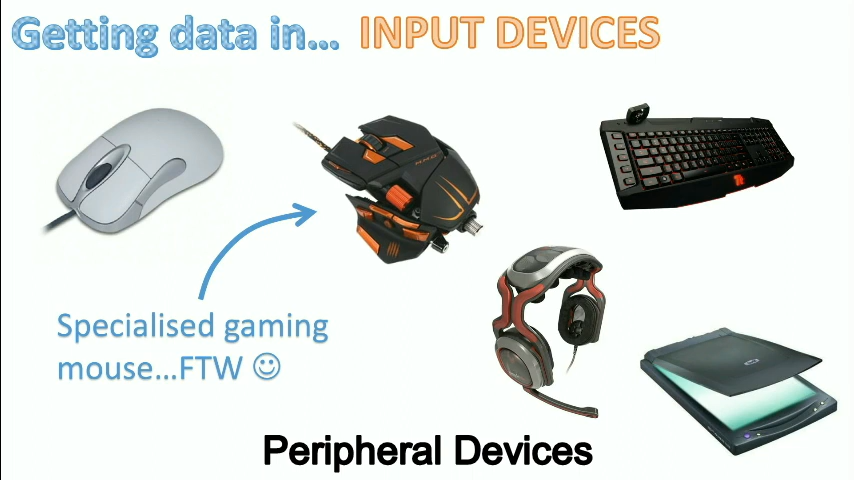 Getting data in... INPUT DEVICES
Specialised gaming
mouse...FTW ☺
Peripheral Devices